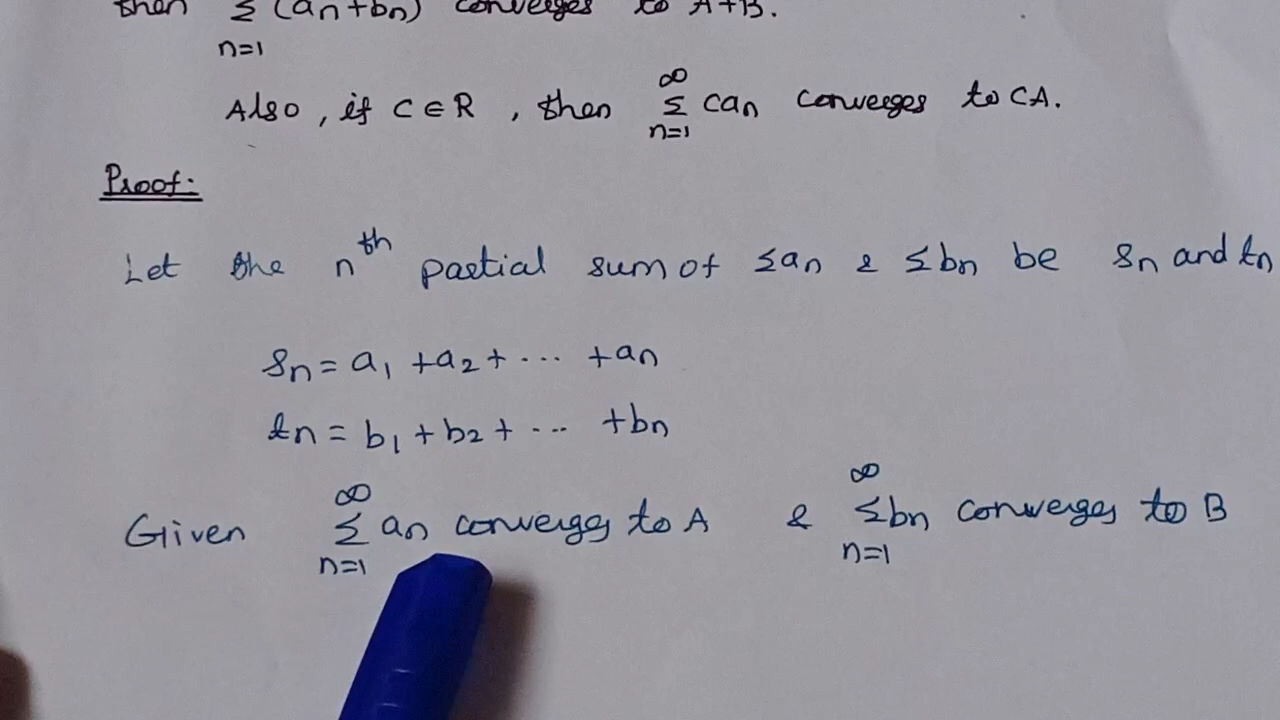 then Σ (an+bn) converges to A+B.
n=1
Also, if C ∈ R, then ∞ Σ n=1 can converges to CA.
Proof:
Let the nth partial sum of Σan & Σbn be Sn and tn
Sn = a1 + a2 + ... + an
tn = b1 + b2 + ... + bn
Given ∞ Σ n=1 an converges to A & ∞ Σ n=1 bn converges to B